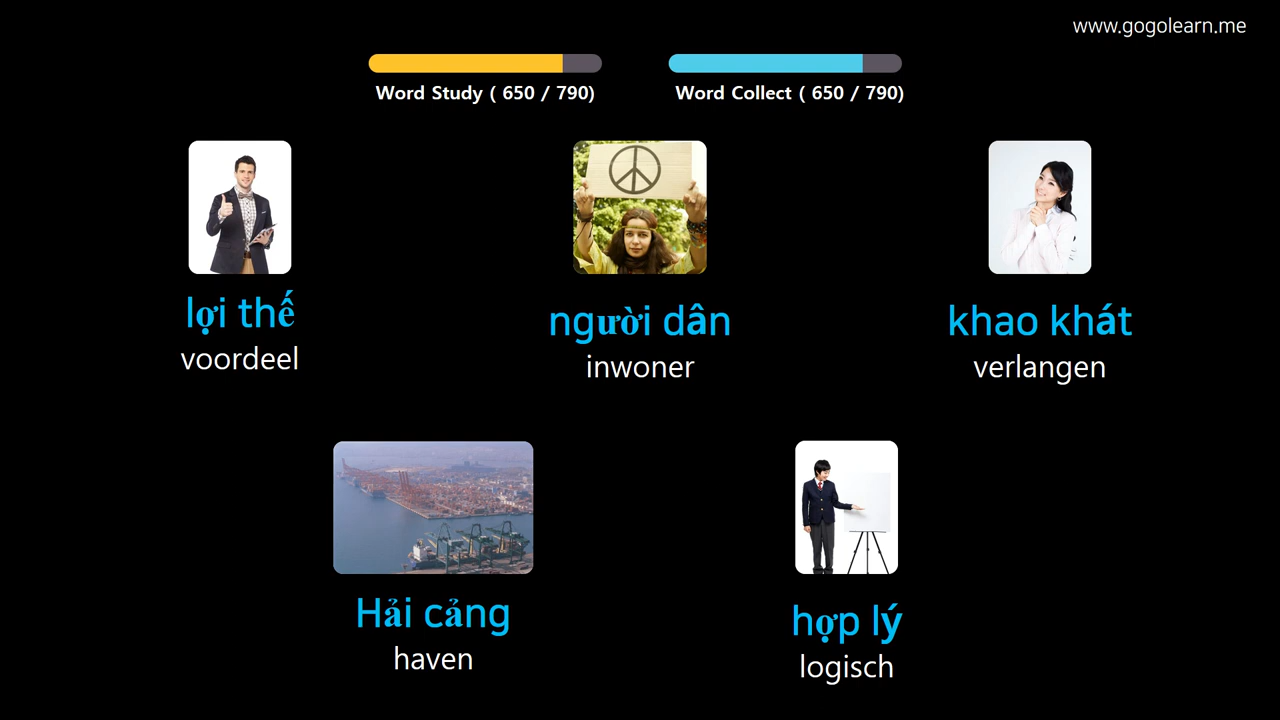 www.gogolearn.me
Word Study ( 650 / 790)
Word Collect ( 650 / 790)
lợi thế
voordeel
người dân
inwoner
khao khát
verlangen
Hải cảng
haven
hợp lý
logisch